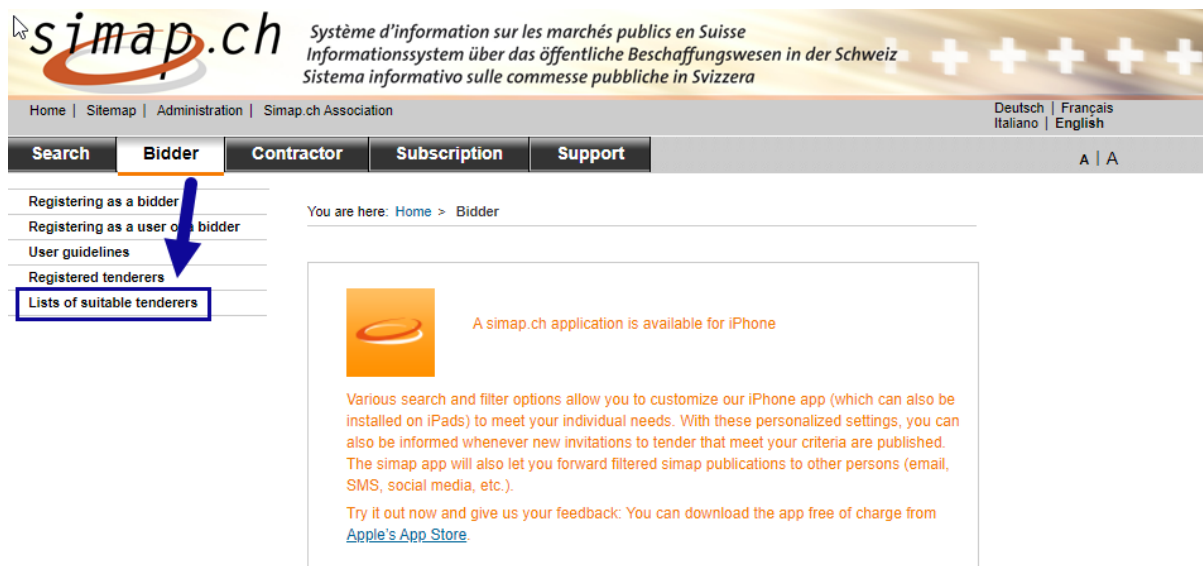 simap.ch
Système d'information sur les marchés publics en Suisse
Informationssystem über das öffentliche Beschaffungswesen in der Schweiz
Sistema informativo sulle commesse pubbliche in Svizzera
Home | Sitemap | Administration | Simap.ch Association
Deutsch | Français
Italiano | English
Search Bidder Contractor Subscription Support
A | A
Registering as a bidder
Registering as a user of a bidder
User guidelines
Registered tenderers
Lists of suitable tenderers
You are here: Home > Bidder
A simap.ch application is available for iPhone
Various search and filter options allow you to customize our iPhone app (which can also be
installed on iPads) to meet your individual needs. With these personalized settings, you can
also be informed whenever new invitations to tender that meet your criteria are published.
The simap app will also let you forward filtered simap publications to other persons (email,
SMS, social media, etc.).
Try it out now and give us your feedback: You can download the app free of charge from
Apple's App Store.